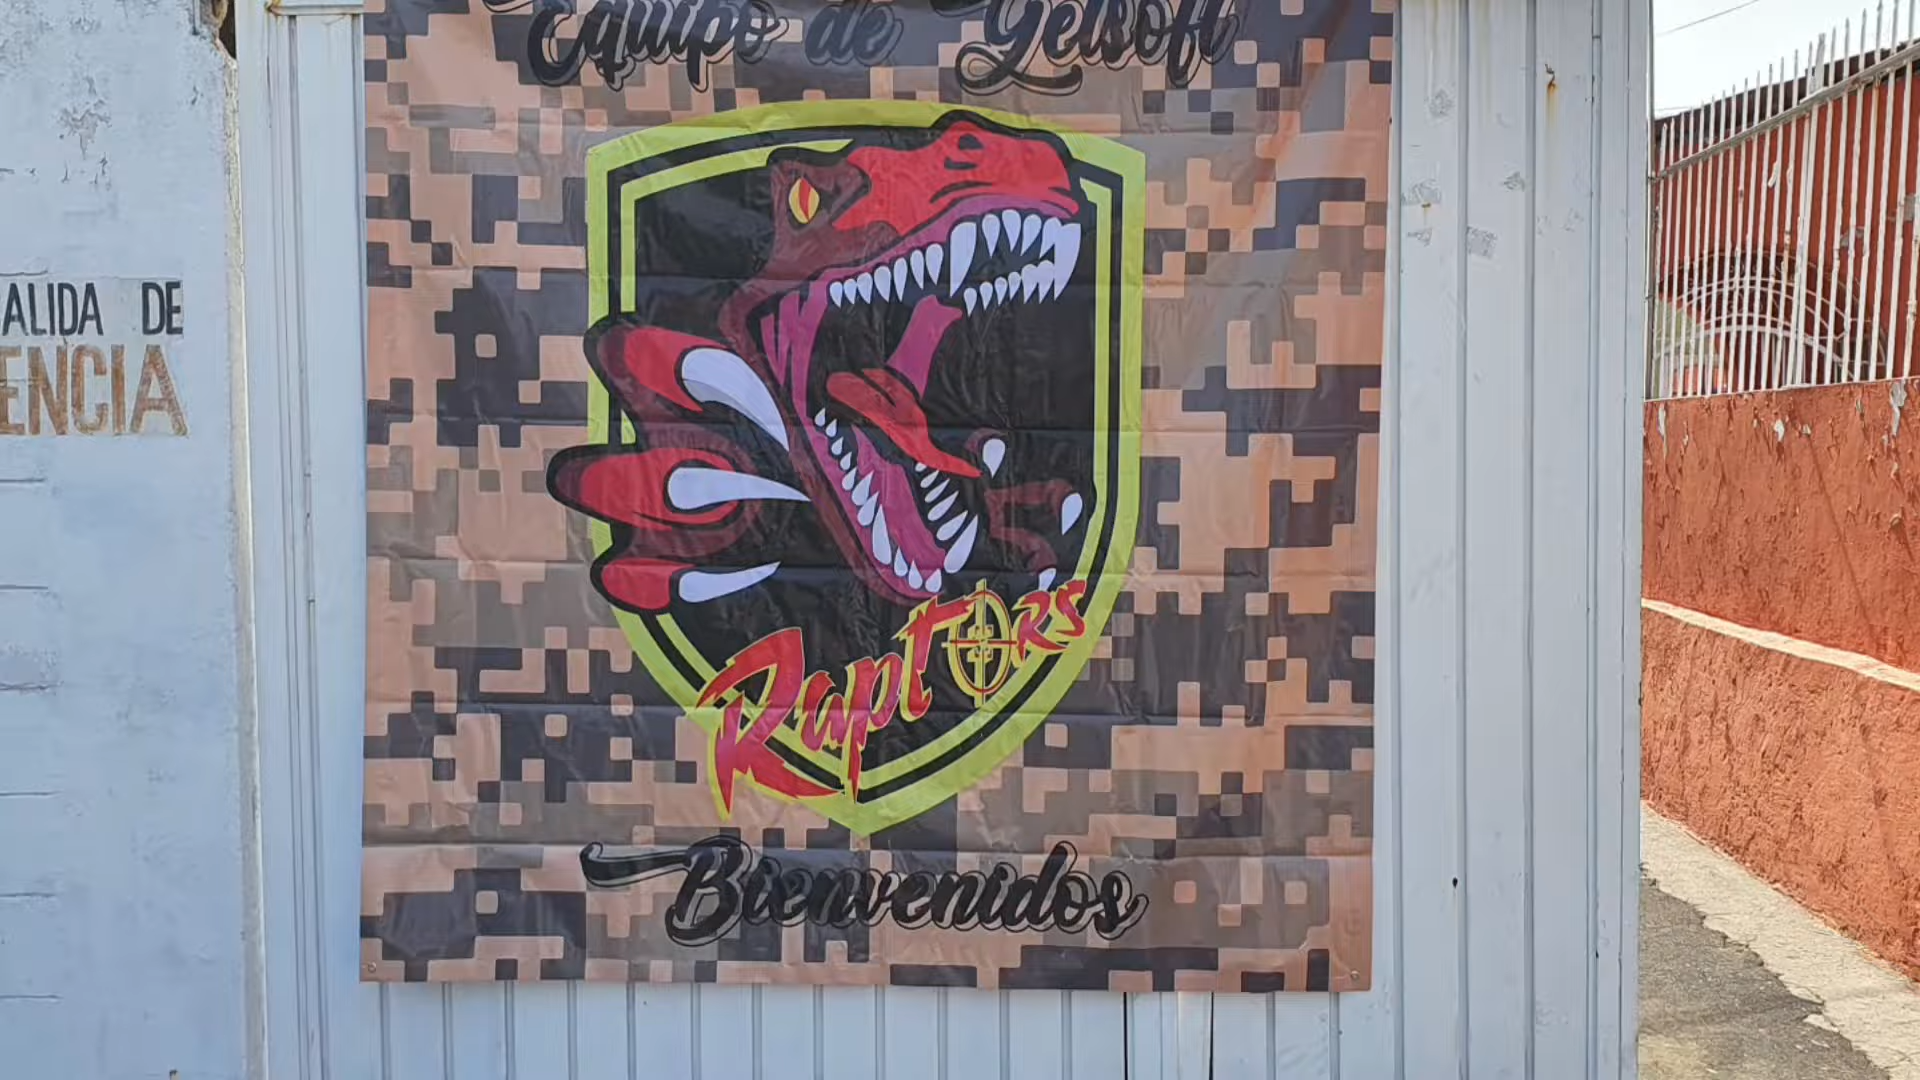 Equipo de Gelsoft
ALIDA DE
ENCIA
Raptors
Bienvenidos